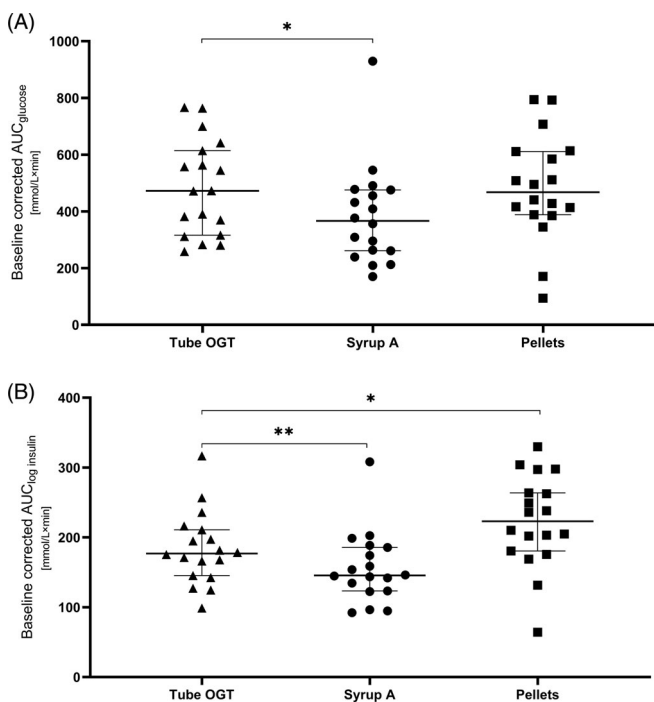 (A)
*
1000
800
600
400
200
0
Baseline corrected AUCglucose
[mmol/L×min]
Tube OGT Syrup A Pellets
(B)
*
**
400
300
200
100
0
Baseline corrected AUClog insulin
[mmol/L×min]
Tube OGT Syrup A Pellets